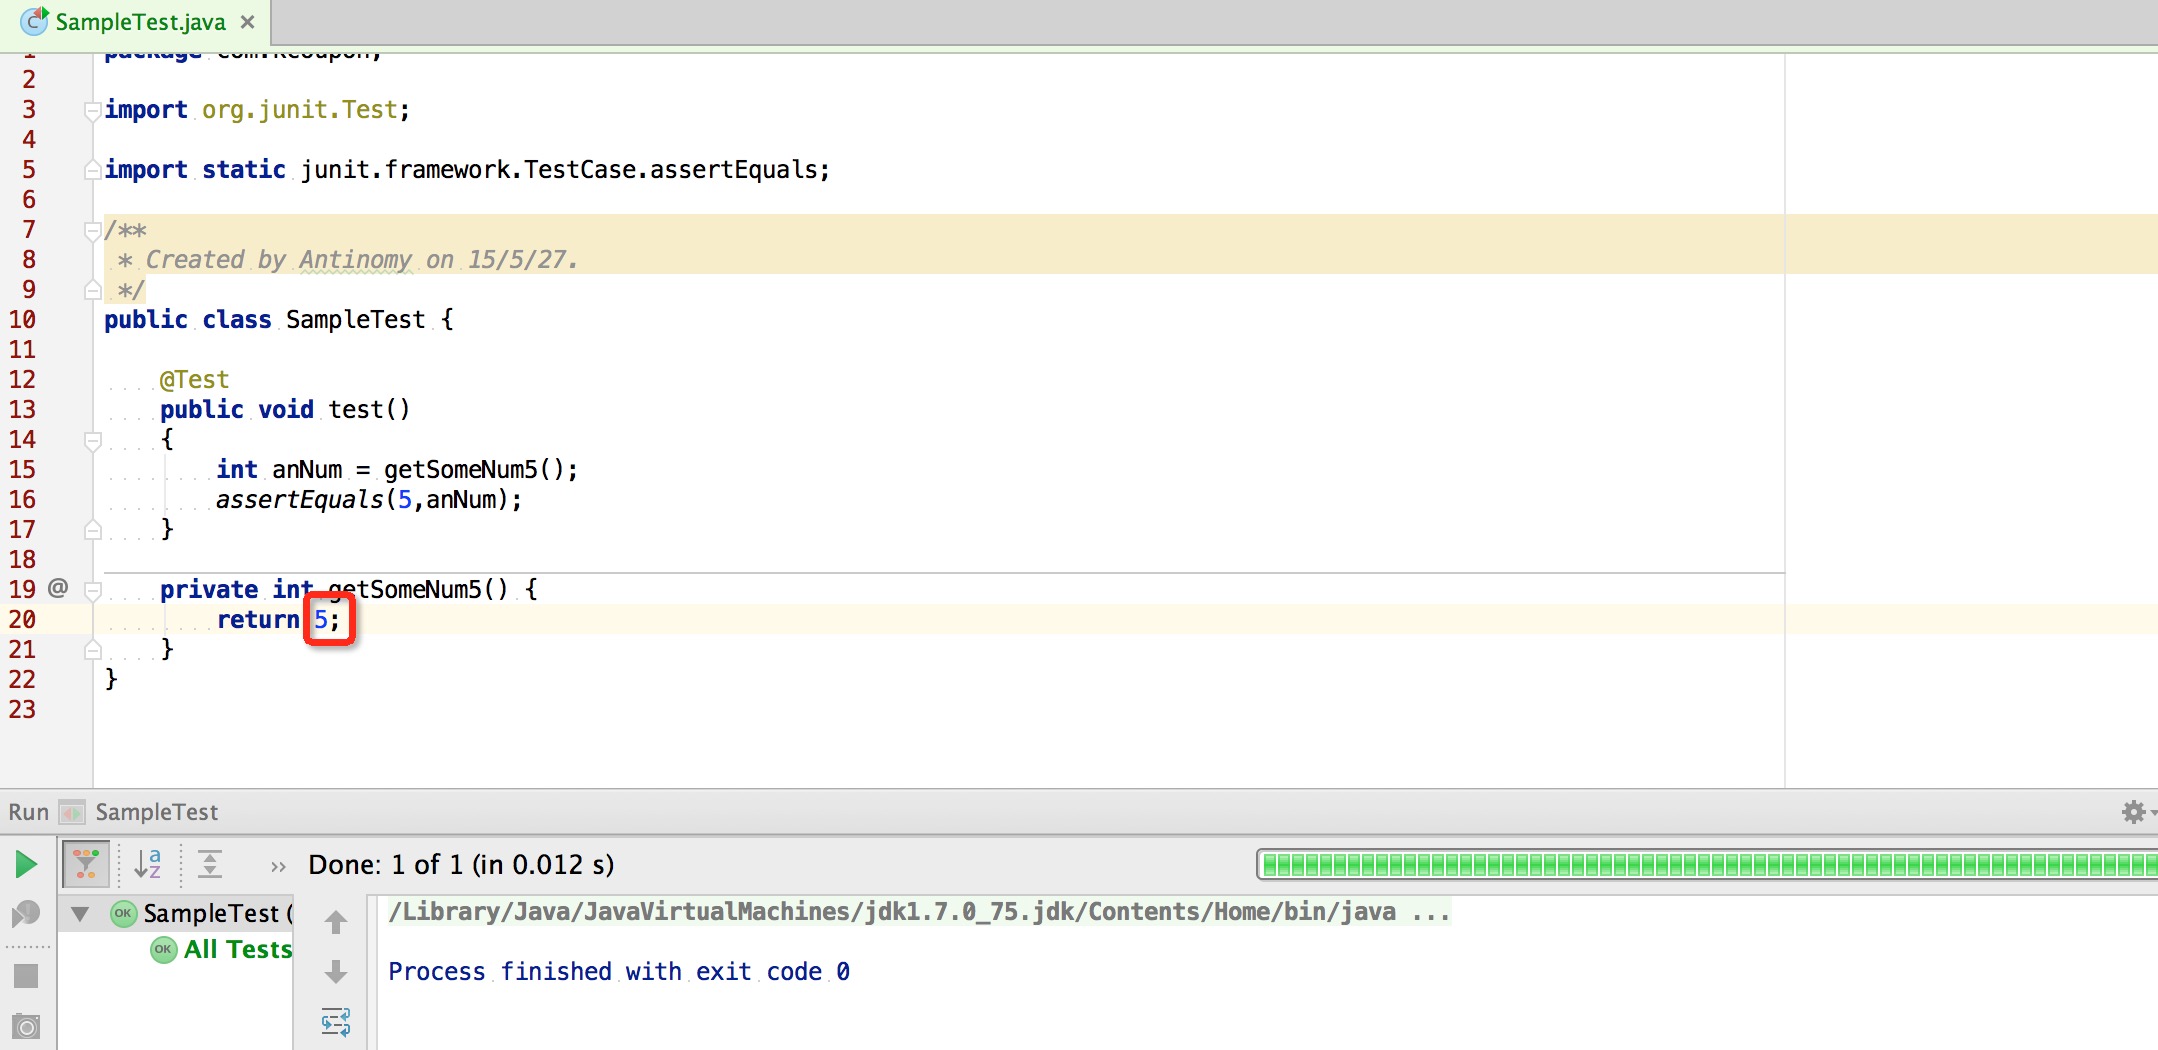 SampleTest.java ×
1 package com.kcoupon;
2
3 import org.junit.Test;
4
5 import static junit.framework.TestCase.assertEquals;
6
7 /**
8 * Created by Antinomy on 15/5/27.
9 */
10 public class SampleTest {
11
12 @Test
13 public void test()
14 {
15 int anNum = getSomeNum5();
16 assertEquals(5,anNum);
17 }
18
19 @ private int getSomeNum5() {
20 return 5;
21 }
22 }
23
Run SampleTest
» Done: 1 of 1 (in 0.012 s)
OK SampleTest (
OK All Tests
/Library/Java/JavaVirtualMachines/jdk1.7.0_75.jdk/Contents/Home/bin/java ...
Process finished with exit code 0